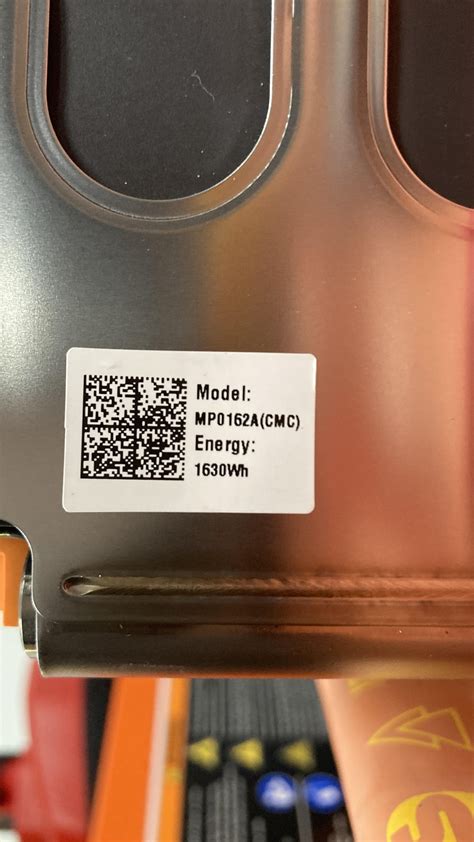 Model:
MP0162A(CMC)
Energy:
1630Wh